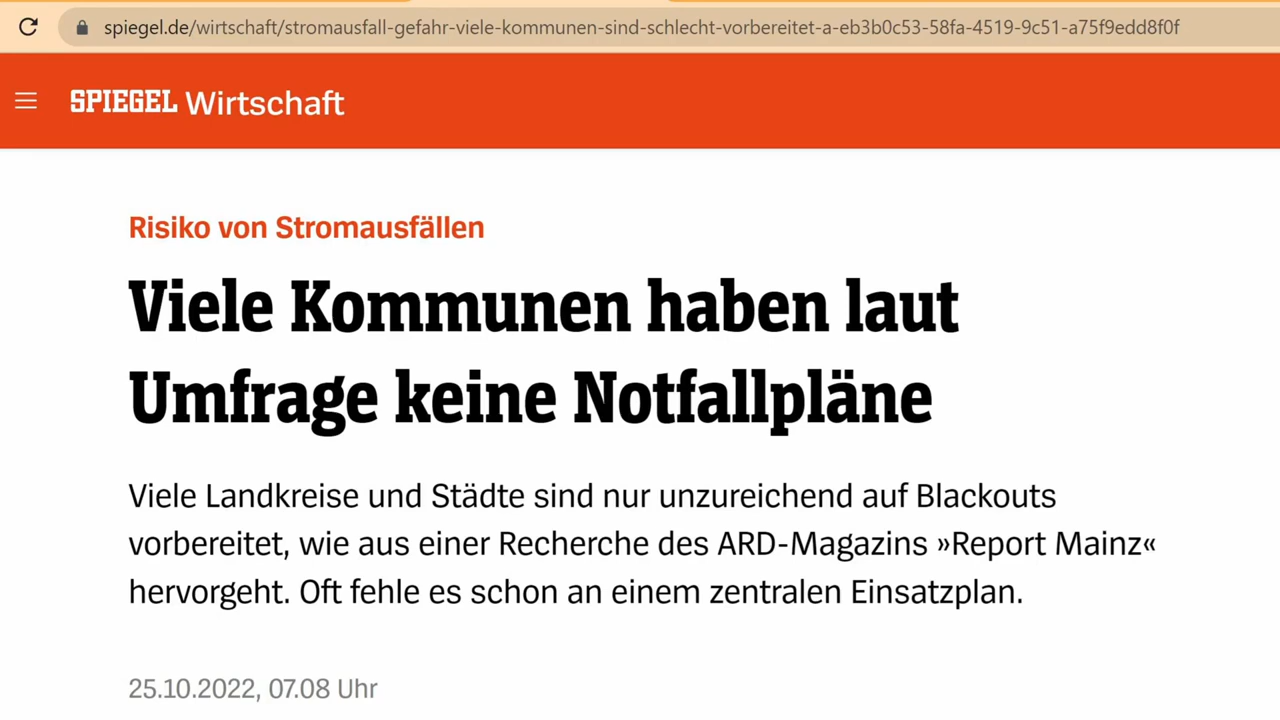 spiegel.de/wirtschaft/stromausfall-gefahr-viele-kommunen-sind-schlecht-vorbereitet-a-eb3b0c53-58fa-4519-9c51-a75f9edd8f0f
SPIEGEL Wirtschaft
Risiko von Stromausfällen
Viele Kommunen haben laut
Umfrage keine Notfallpläne
Viele Landkreise und Städte sind nur unzureichend auf Blackouts
vorbereitet, wie aus einer Recherche des ARD-Magazins »Report Mainz«
hervorgeht. Oft fehle es schon an einem zentralen Einsatzplan.
25.10.2022, 07.08 Uhr